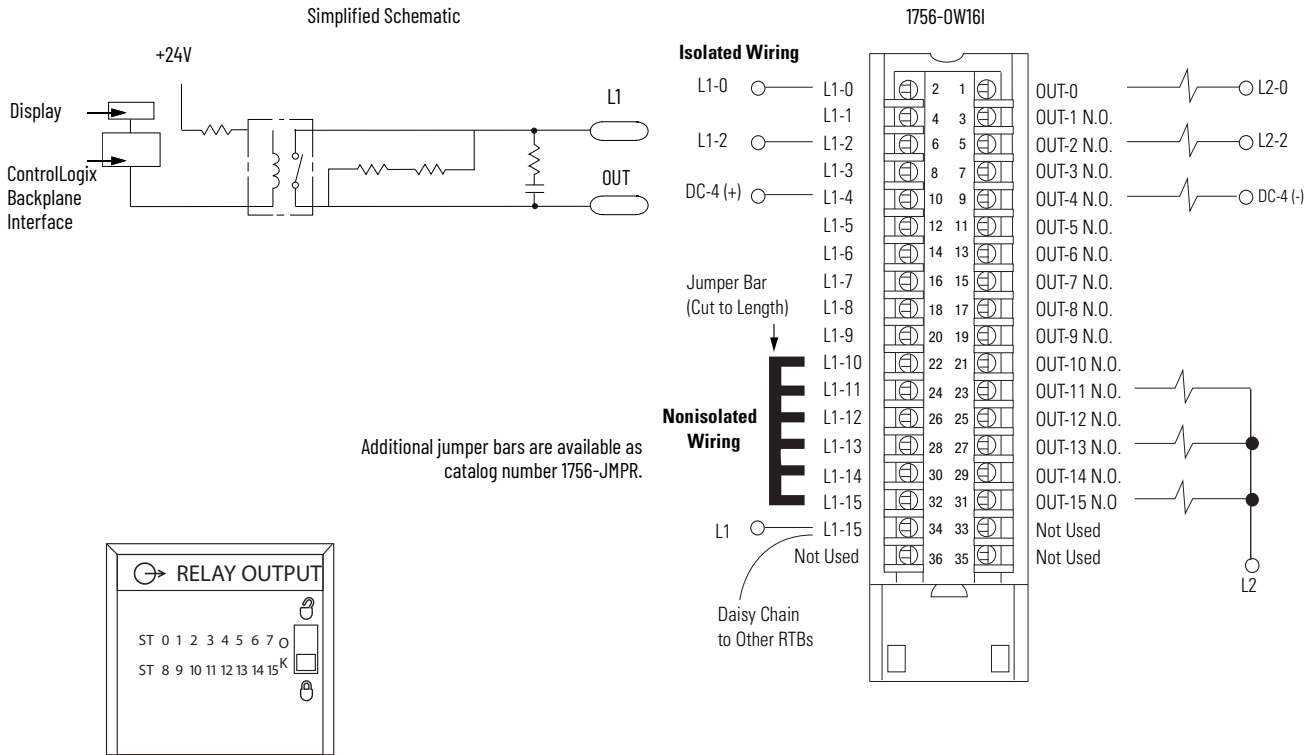 Simplified Schematic
+24V
Display
ControlLogix
Backplane
Interface
L1
OUT
1756-OW16I
Isolated Wiring
L1-0 L1-0 2 1 OUT-0 L2-0
L1-1 4 3 OUT-1 N.O.
L1-2 L1-2 6 5 OUT-2 N.O. L2-2
L1-3 8 7 OUT-3 N.O.
DC-4 (+) L1-4 10 9 OUT-4 N.O. DC-4 (-)
L1-5 12 11 OUT-5 N.O.
L1-6 14 13 OUT-6 N.O.
L1-7 16 15 OUT-7 N.O.
L1-8 18 17 OUT-8 N.O.
L1-9 20 19 OUT-9 N.O.
L1-10 22 21 OUT-10 N.O.
L1-11 24 23 OUT-11 N.O.
L1-12 26 25 OUT-12 N.O.
L1-13 28 27 OUT-13 N.O.
L1-14 30 29 OUT-14 N.O.
L1-15 32 31 OUT-15 N.O
L1 L1-15 34 33 Not Used
Not Used 36 35 Not Used
L2
Jumper Bar
(Cut to Length)
Nonisolated
Wiring
Additional jumper bars are available as
catalog number 1756-JMPR.
Daisy Chain
to Other RTBs
RELAY OUTPUT
ST 0 1 2 3 4 5 6 7 O
ST 8 9 10 11 12 13 14 15 K